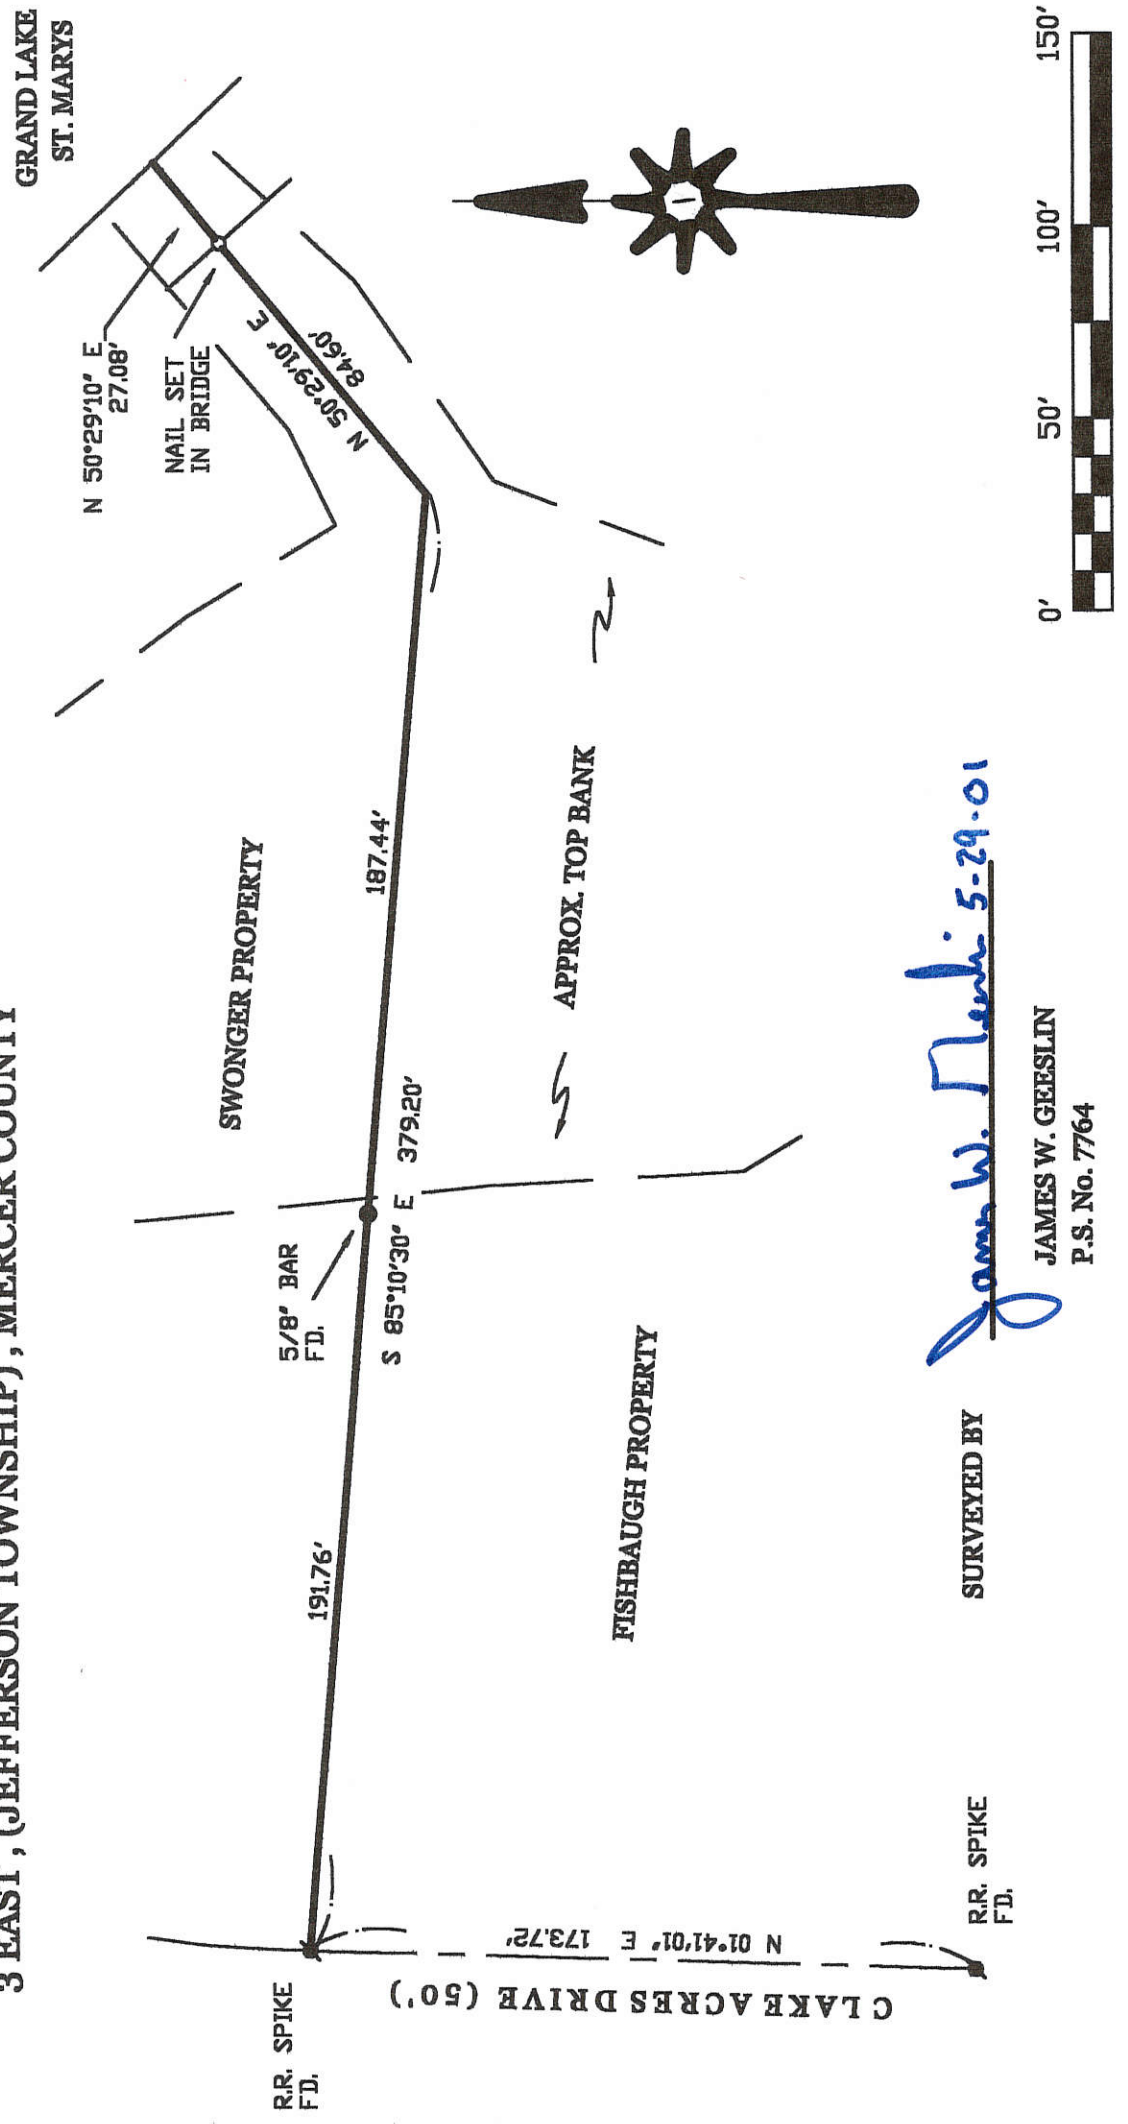 3 EAST, (JEFFERSON TOWNSHIP), MERCER COUNTY
GRAND LAKE
ST. MARYS
N 50°29'10" E
27.08'
NAIL SET
IN BRIDGE
N 50°29'10" E
84.60'
SWONGER PROPERTY
187.44'
5/8" BAR
FD.
S 85°10'30" E 379.20'
191.76'
R.R. SPIKE
FD.
APPROX. TOP BANK
FISHBAUGH PROPERTY
N 01°41'01" E 173.72'
C LAKE ACRES DRIVE (50')
R.R. SPIKE
FD.
0' 50' 100' 150'
SURVEYED BY
James W. 5-29-01
JAMES W. GEESLIN
P.S. No. 7764